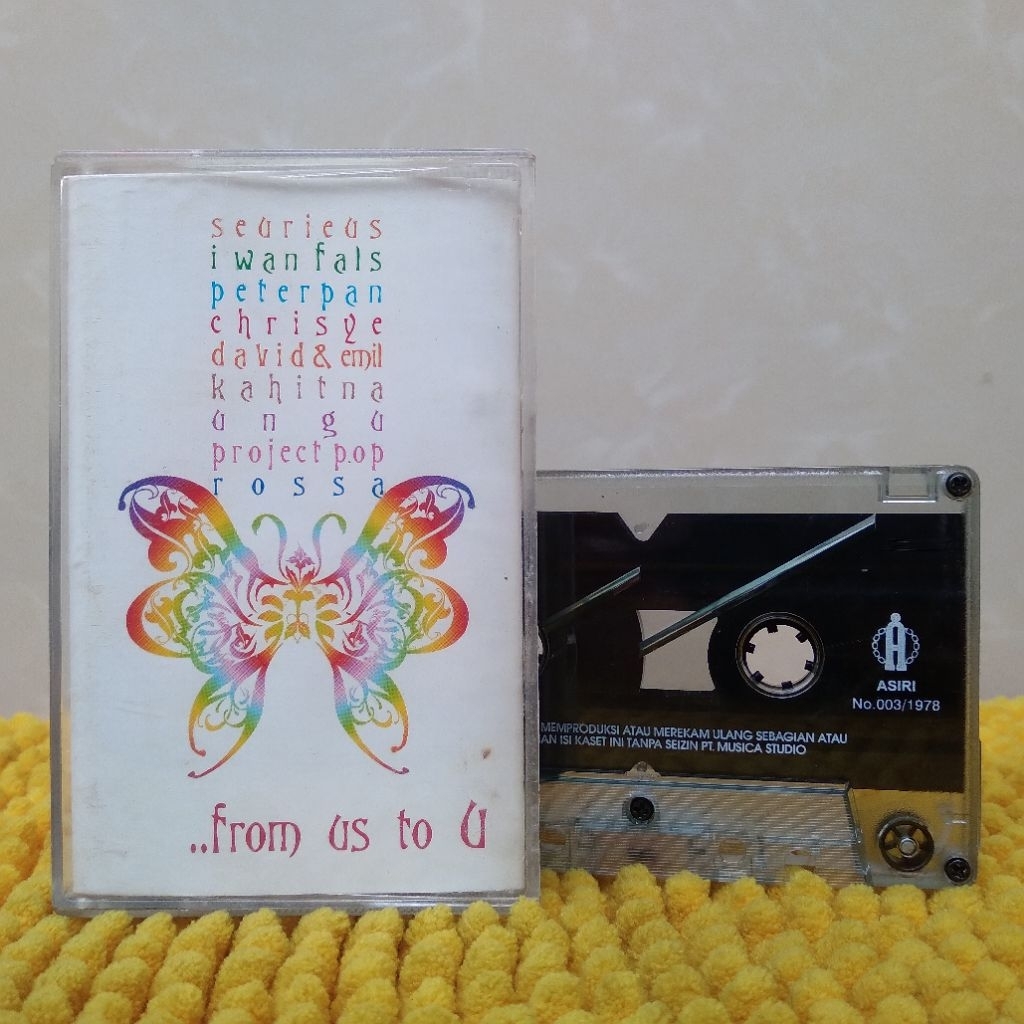 seurieus
iwan fals
peterpan
chrisye
david & emil
kahitna
ungu
project pop
rossa
..from us to U
A
ASIRI
No.003/1978
MEMPRODUKSI ATAU MEREKAM ULANG SEBAGIAN ATAU
AN ISI KASET INI TANPA SEIZIN PT. MUSICA STUDIO